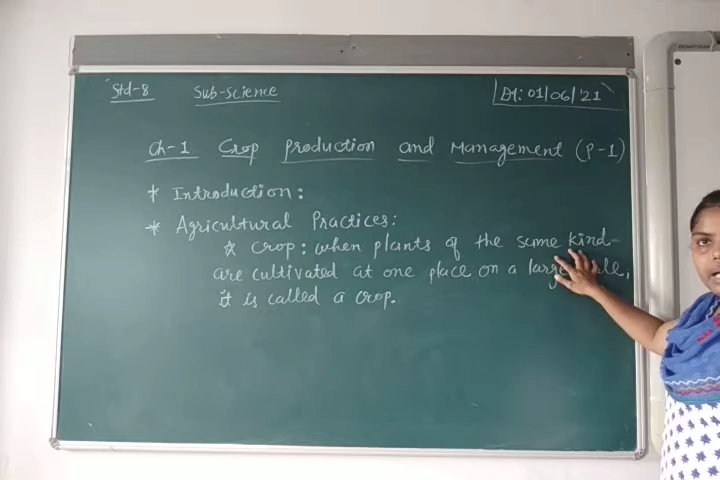 Std-8 Sub-Science Dt: 01/06/'21
Ch-1 Crop production and Management (P-1)
* Introduction:
* Agricultural Practices:
* Crop: when plants of the same kind
are cultivated at one place on a large
it is called a crop.